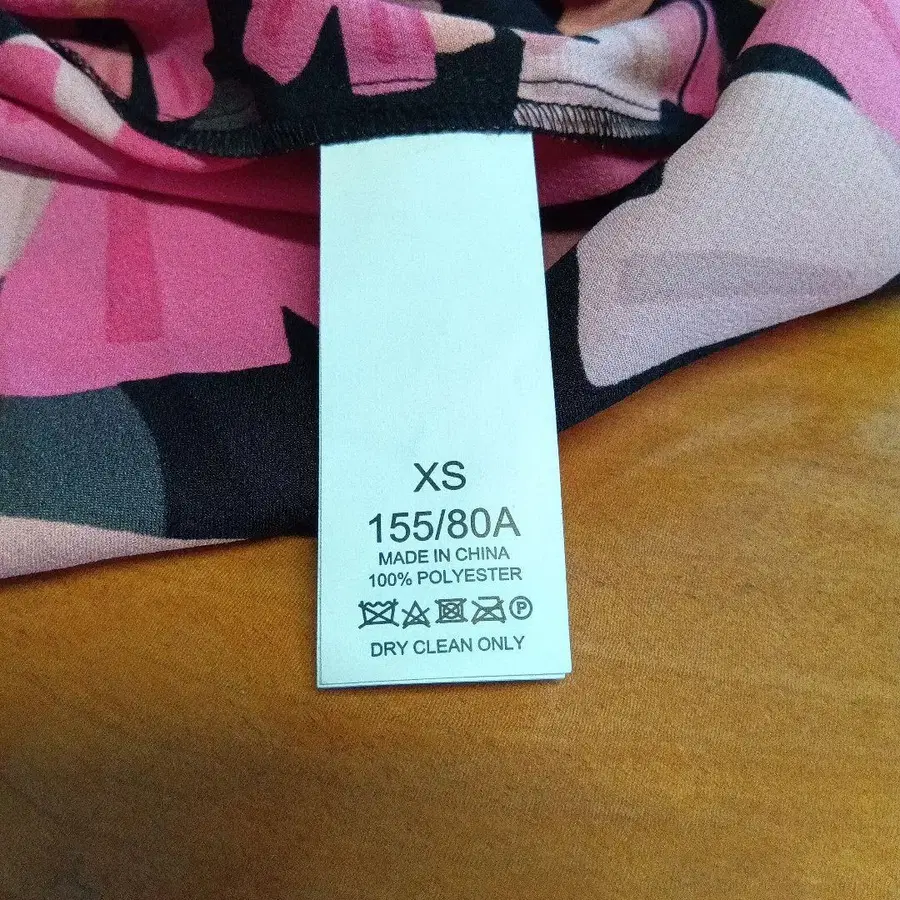 XS
155/80A
MADE IN CHINA
100% POLYESTER
P
DRY CLEAN ONLY